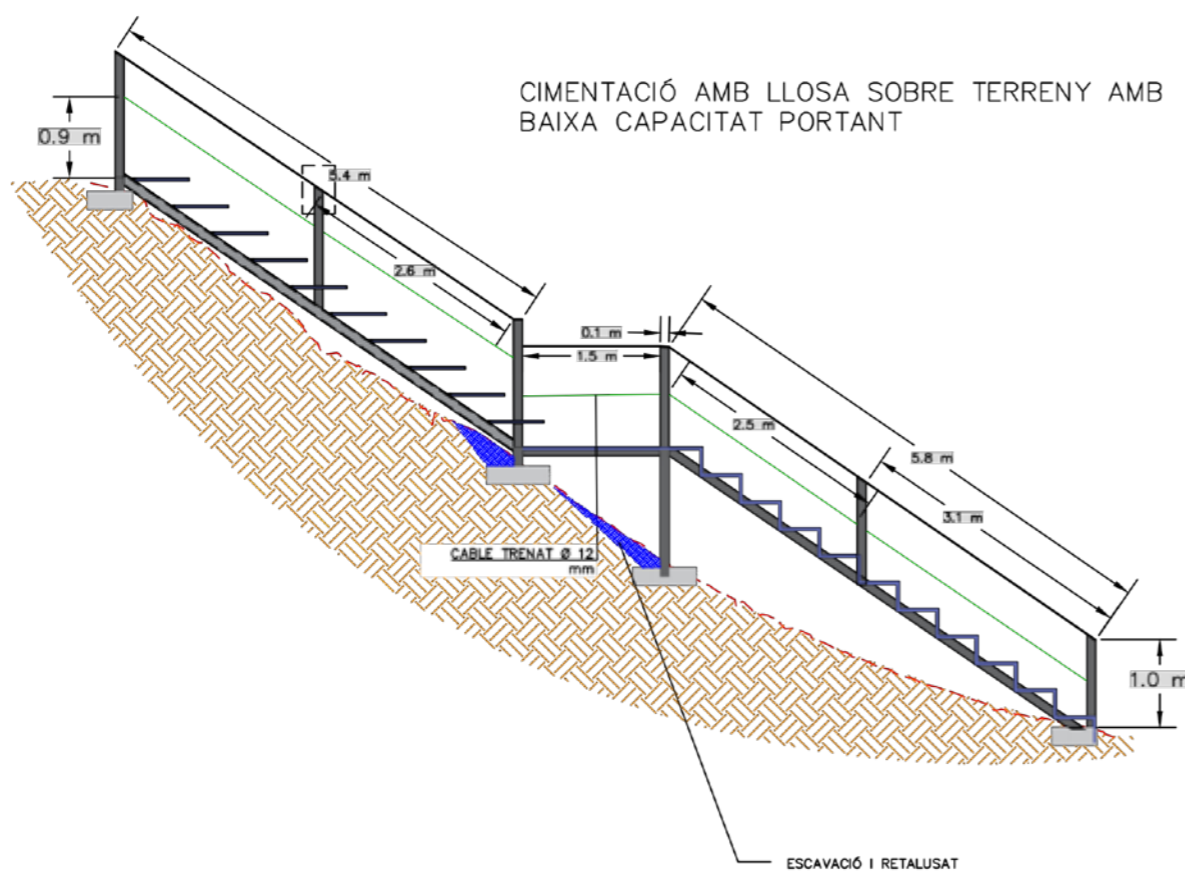 CIMENTACIÓ AMB LLOSA SOBRE TERRENY AMB
BAIXA CAPACITAT PORTANT
0.9 m
5.4 m
2.6 m
0.1 m
1.5 m
2.5 m
5.8 m
3.1 m
CABLE TRENAT Ø 12
mm
1.0 m
ESCAVACIÓ I RETALUSAT